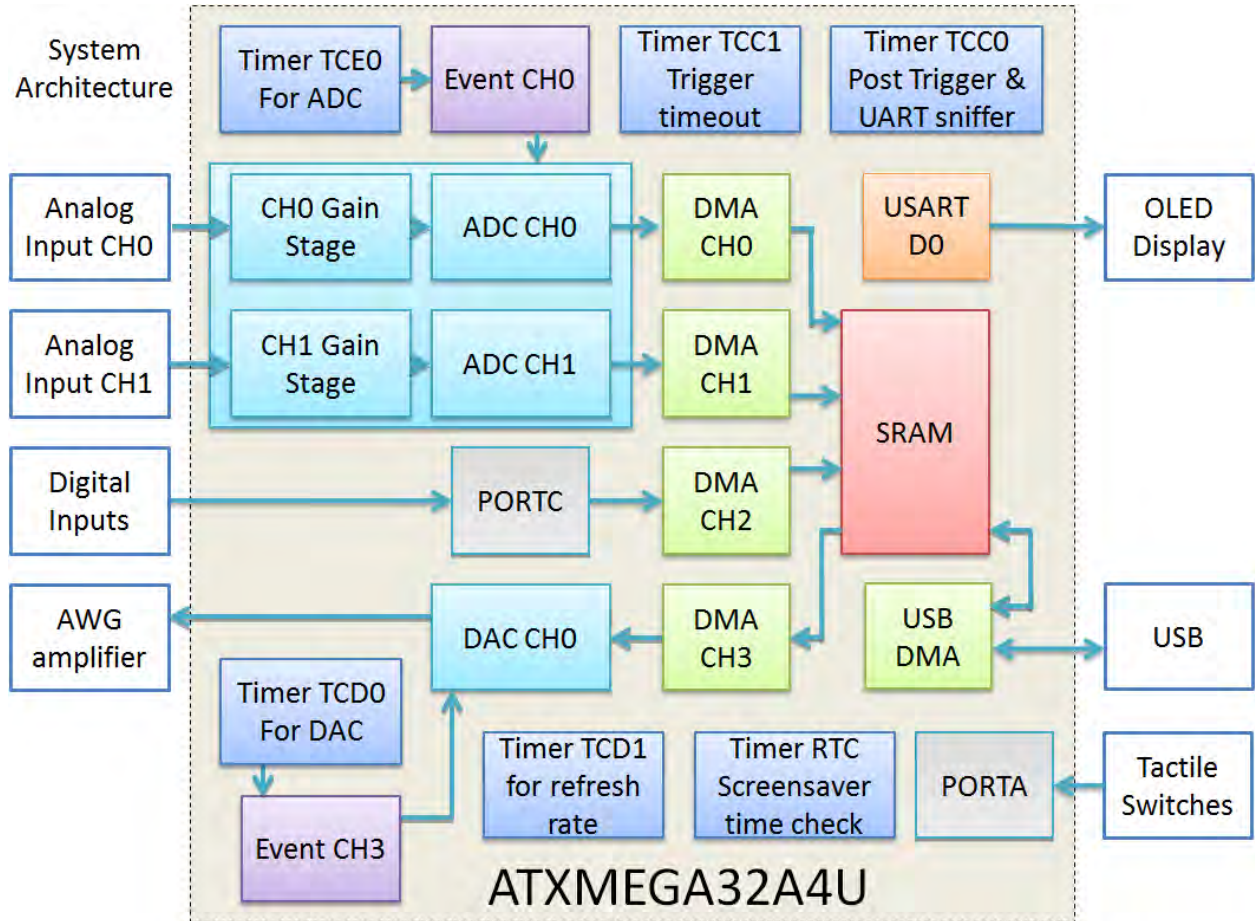 System
Architecture
Timer TCE0
For ADC
Event CH0
Timer TCC1
Trigger
timeout
Timer TCC0
Post Trigger &
UART sniffer
Analog
Input CH0
CH0 Gain
Stage
ADC CH0
DMA
CH0
USART
D0
OLED
Display
Analog
Input CH1
CH1 Gain
Stage
ADC CH1
DMA
CH1
SRAM
Digital
Inputs
PORTC
DMA
CH2
AWG
amplifier
DAC CH0
DMA
CH3
USB
DMA
USB
Timer TCD0
For DAC
Event CH3
Timer TCD1
for refresh
rate
Timer RTC
Screensaver
time check
PORTA
Tactile
Switches
ATXMEGA32A4U